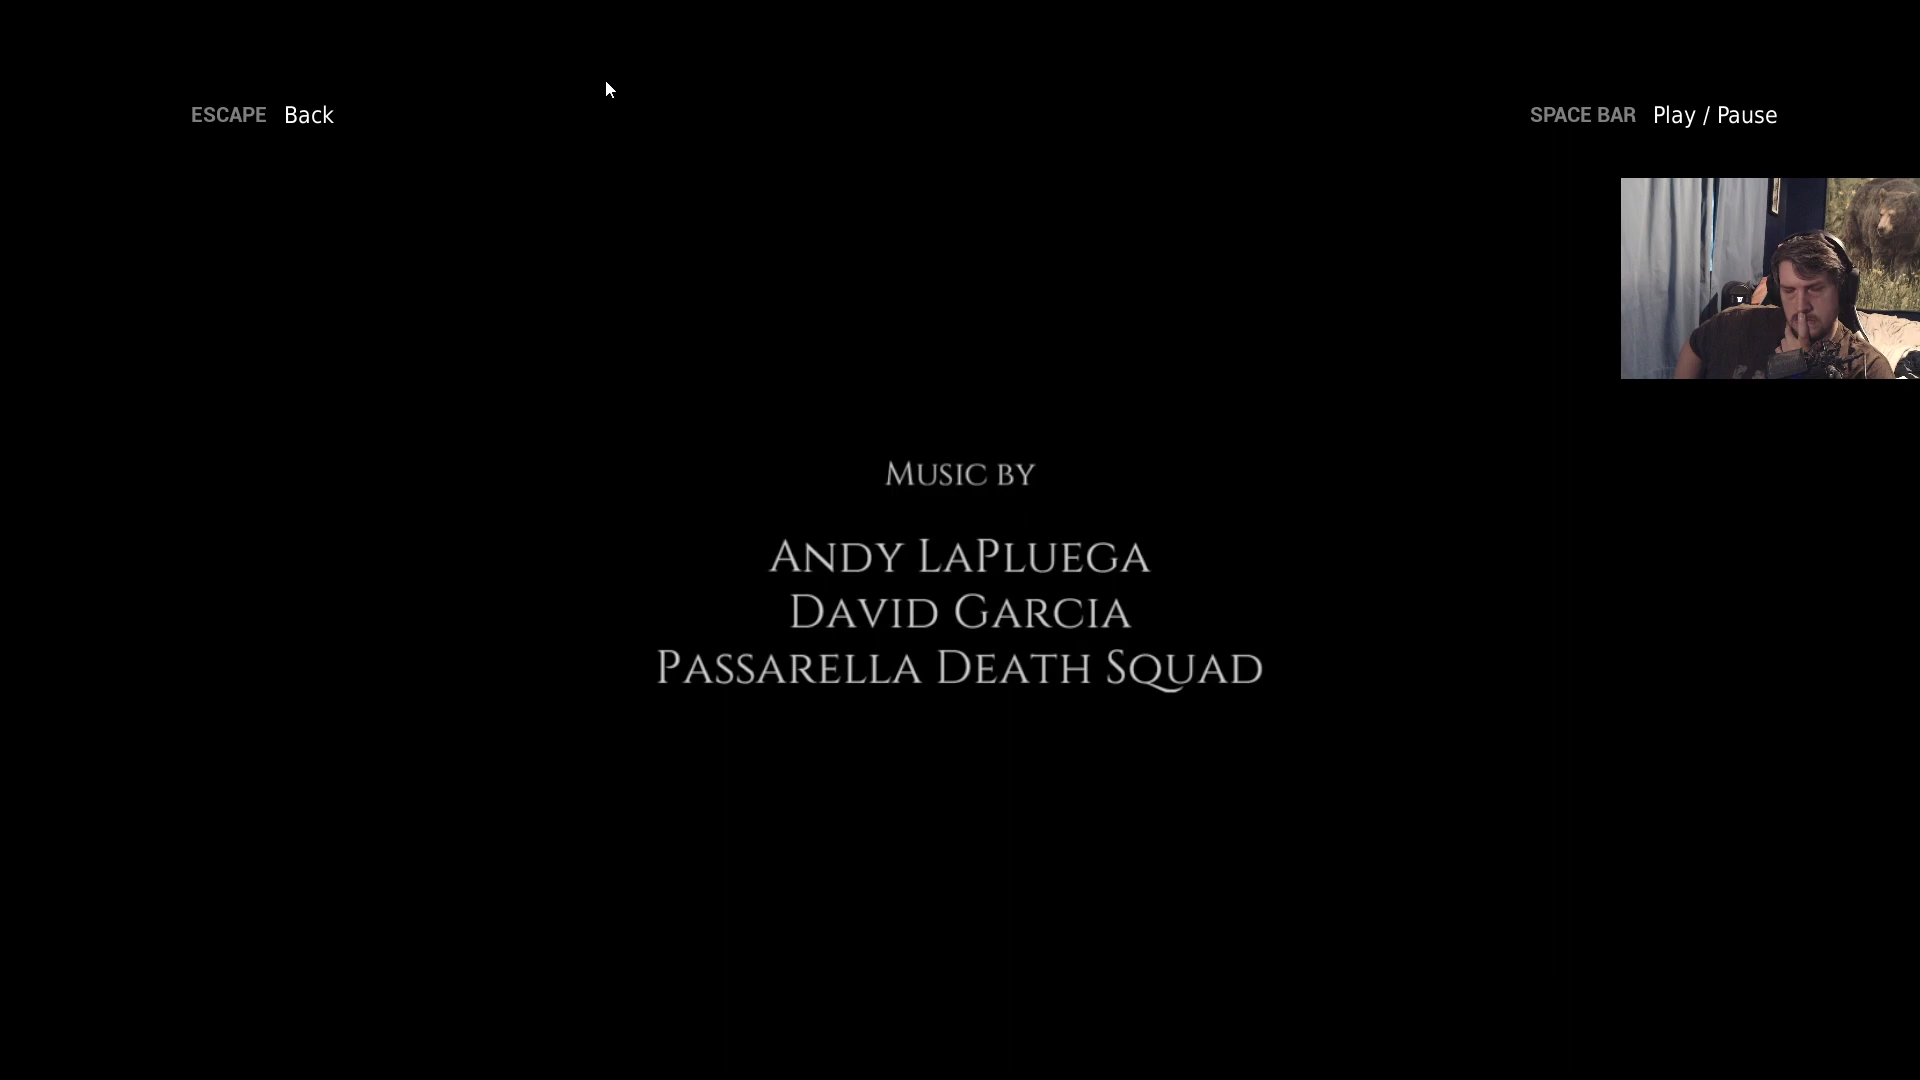 ESCAPE Back
SPACE BAR Play / Pause
Music by
Andy LaPluega
David Garcia
Passarella Death Squad